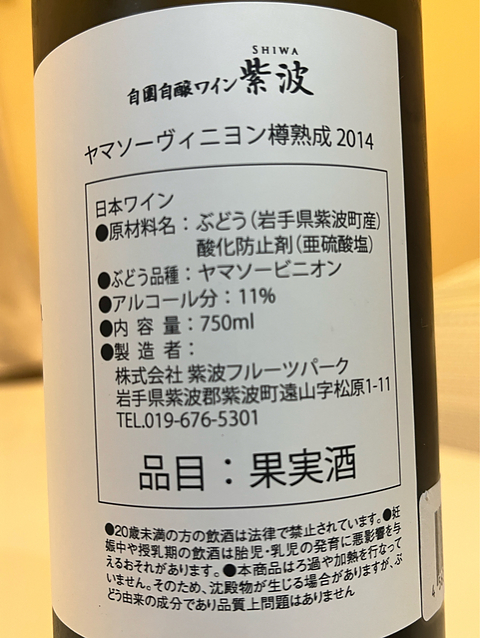 SHIWA
自園自醸ワイン 紫波
ヤマソーヴィニヨン樽熟成 2014
日本ワイン
●原材料名：ぶどう（岩手県紫波町産）
酸化防止剤（亜硫酸塩）
●ぶどう品種：ヤマソービニオン
●アルコール分：11%
●内 容 量：750ml
●製 造 者：
株式会社 紫波フルーツパーク
岩手県紫波郡紫波町遠山字松原1-11
TEL.019-676-5301
品目：果実酒
●20歳未満の方の飲酒は法律で禁止されています。●妊
娠中や授乳期の飲酒は胎児・乳児の発育に悪影響を与
えるおそれがあります。●本商品はろ過や加熱を行なって
いません。そのため、沈殿物が生じる場合がありますが、ぶ
どう由来の成分であり品質上問題はありません